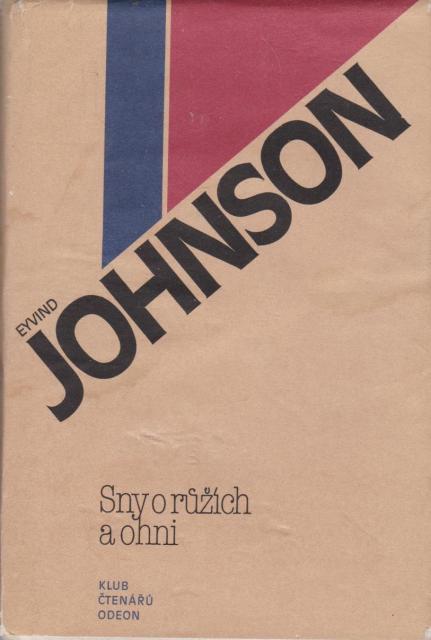 EYVIND
JOHNSON
Sny o růžích
a ohni
KLUB
ČTENÁŘŮ
ODEON